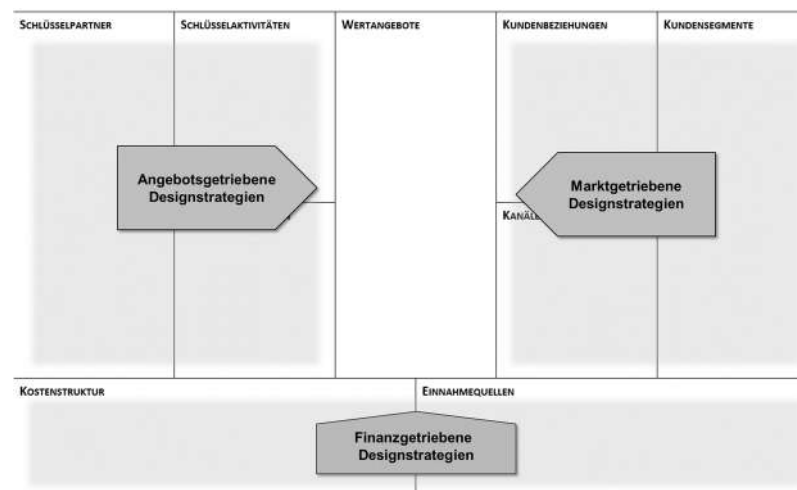 SCHLÜSSELPARTNER
SCHLÜSSELAKTIVITÄTEN
WERTANGEBOTE
KUNDENBEZIEHUNGEN
KUNDENSEGMENTE
Angebotsgetriebene
Designstrategien
Marktgetriebene
Designstrategien
KOSTENSTRUKTUR
EINNAHMEQUELLEN
Finanzgetriebene
Designstrategien